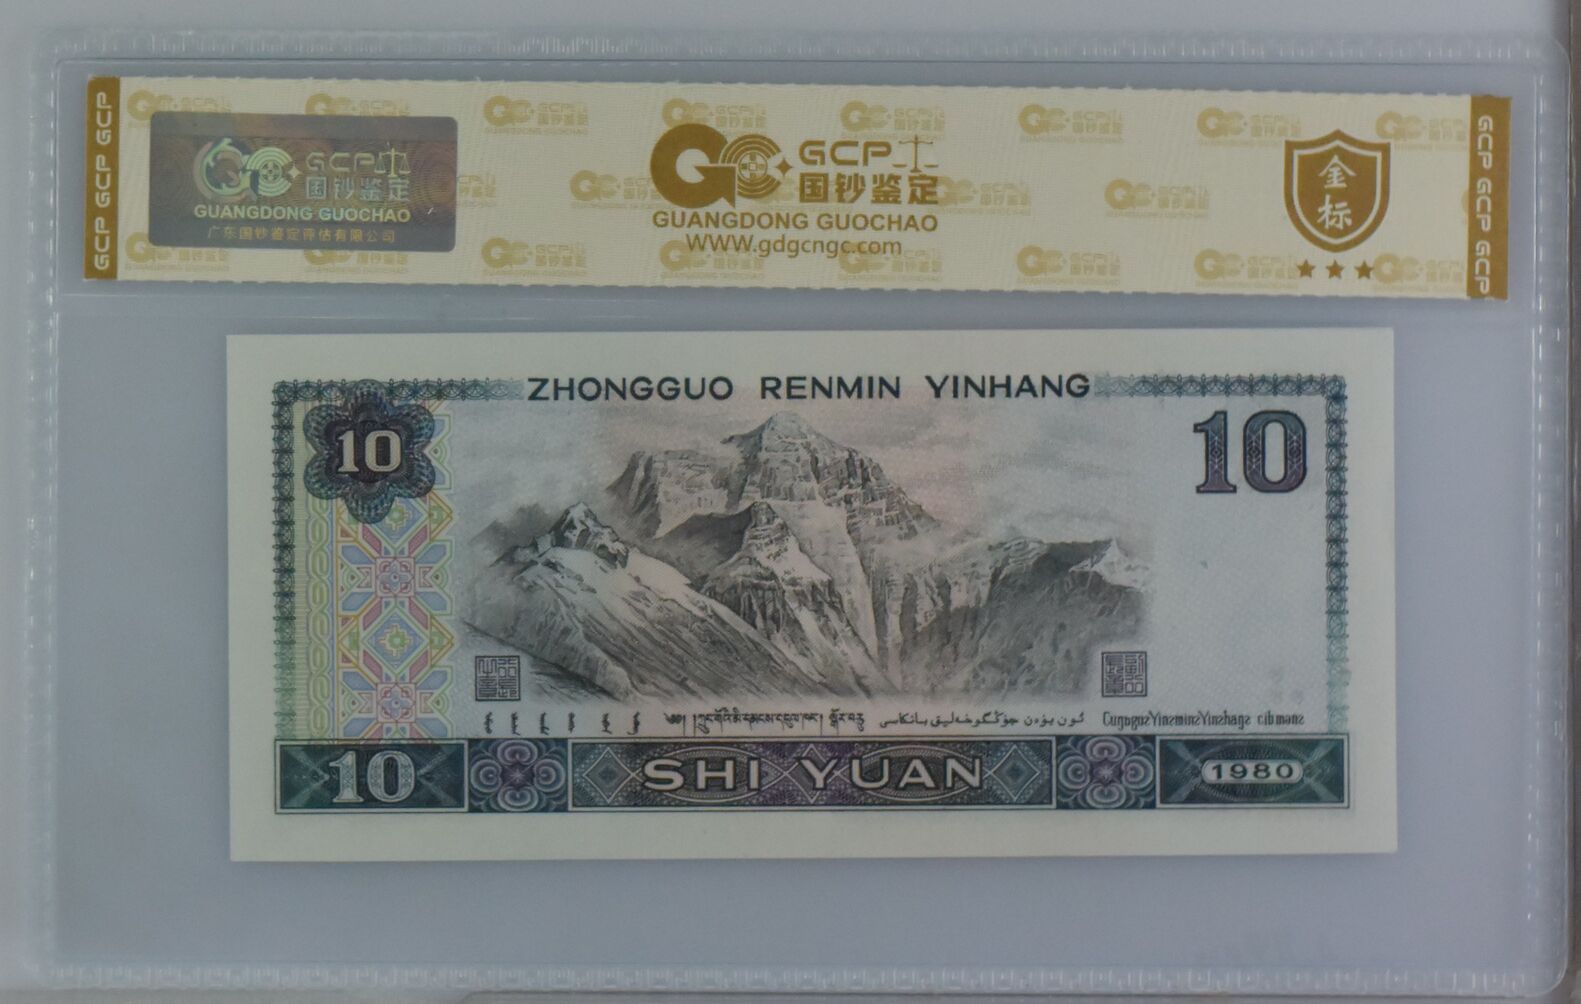 GCP GCP GCP
GCP
国钞鉴定
GUANGDONG GUOCHAO
广东国钞鉴定评估有限公司
GCP
国钞鉴定
GUANGDONG GUOCHAO
WWW.gdgcngc.com
金
标
GCP GCP GCP
ZHONGGUO RENMIN YINHANG
10
10
10
SHI YUAN
1980